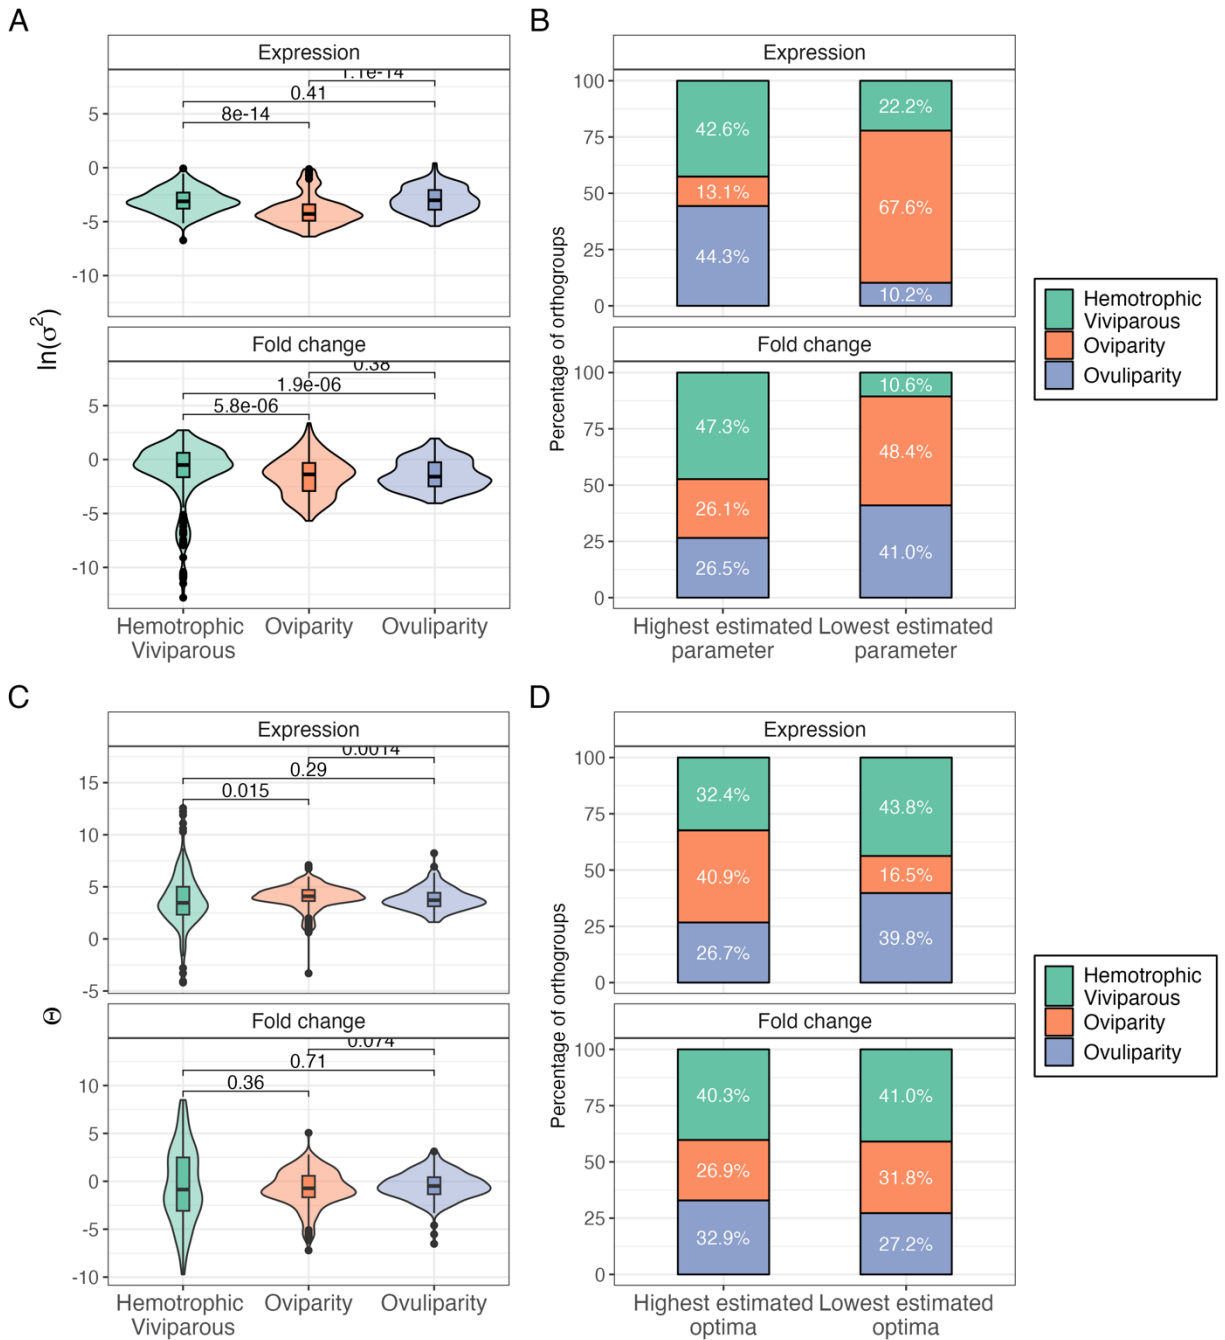 A
Expression
1.1e-14
0.41
8e-14
5
0
-5
-10
Fold change
0.38
1.9e-06
5.8e-06
5
0
-5
-10
ln(σ²)
Hemotrophic
Viviparous
Oviparity
Ovuliparity
B
Expression
100
75
50
25
0
42.6%
13.1%
44.3%
22.2%
67.6%
10.2%
Fold change
100
75
50
25
0
47.3%
26.1%
26.5%
10.6%
48.4%
41.0%
Percentage of orthogroups
Highest estimated
parameter
Lowest estimated
parameter
Hemotrophic
Viviparous
Oviparity
Ovuliparity
C
Expression
0.0014
0.29
0.015
15
10
5
0
-5
Fold change
0.074
0.71
0.36
10
5
0
-5
-10
Θ
Hemotrophic
Viviparous
Oviparity
Ovuliparity
D
Expression
100
75
50
25
0
32.4%
40.9%
26.7%
43.8%
16.5%
39.8%
Fold change
100
75
50
25
0
40.3%
26.9%
32.9%
41.0%
31.8%
27.2%
Percentage of orthogroups
Highest estimated
optima
Lowest estimated
optima
Hemotrophic
Viviparous
Oviparity
Ovuliparity